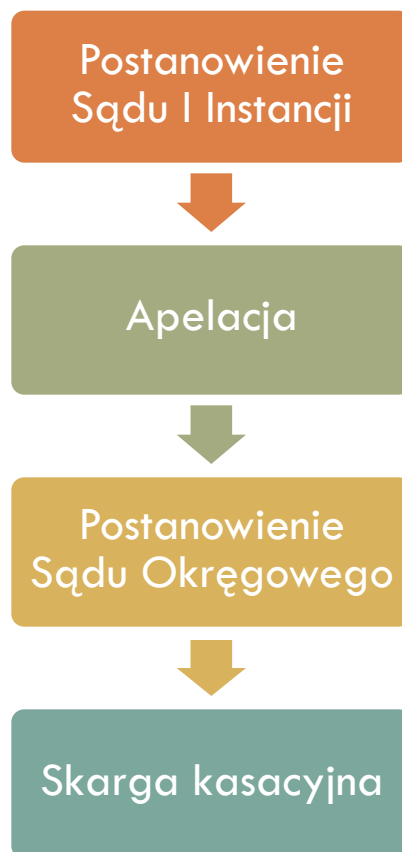 Postanowienie
Sądu I Instancji
Apelacja
Postanowienie
Sądu Okręgowego
Skarga kasacyjna